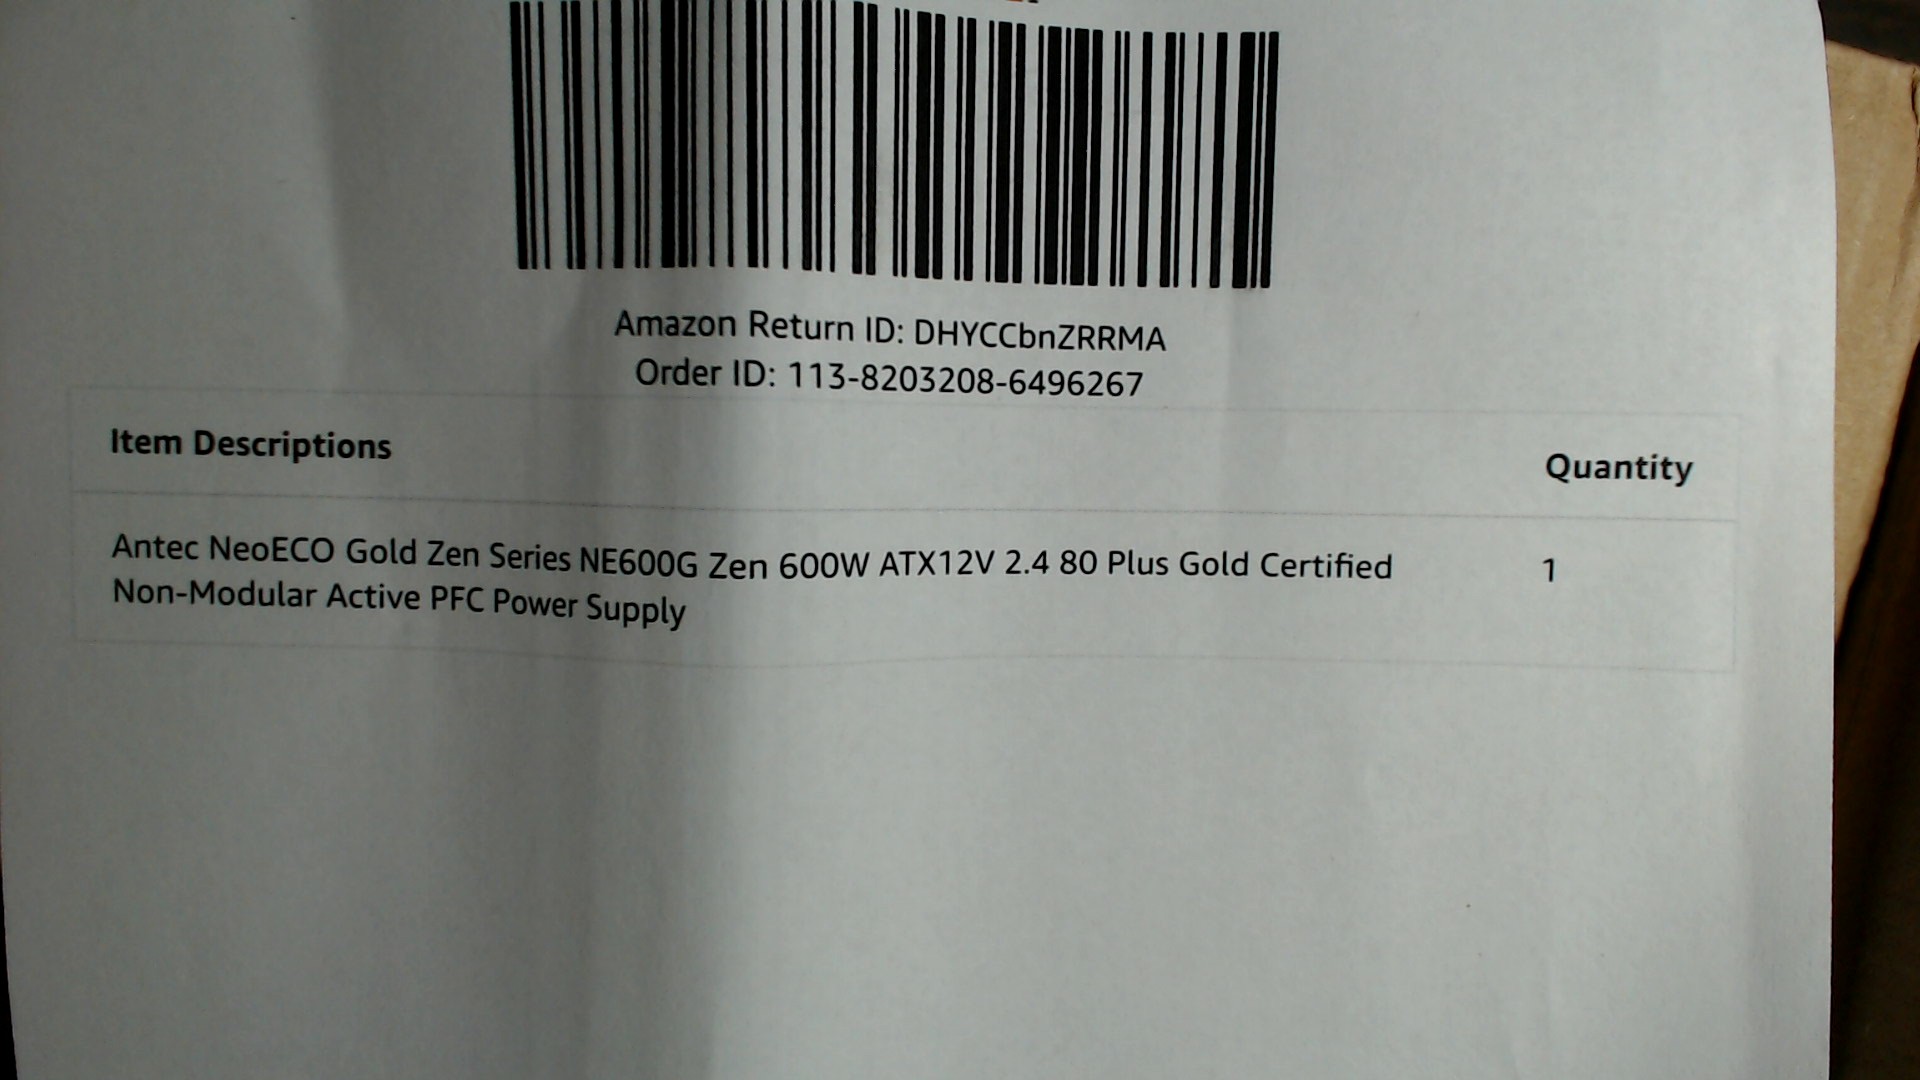 Amazon Return ID: DHYCCbnZRRMA
Order ID: 113-8203208-6496267
Item Descriptions
Quantity
Antec NeoECO Gold Zen Series NE600G Zen 600W ATX12V 2.4 80 Plus Gold Certified
Non-Modular Active PFC Power Supply
1